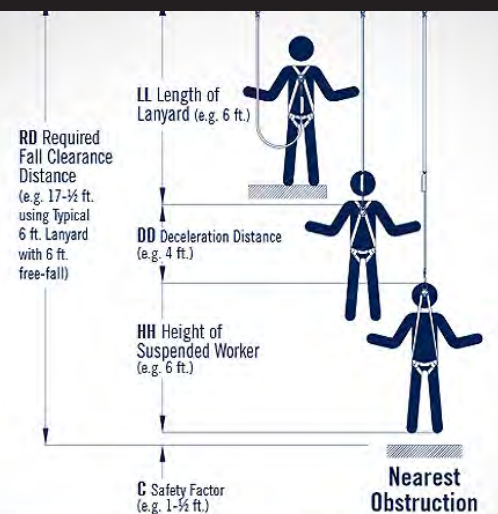 RD Required
Fall Clearance
Distance
(e.g. 17-½ ft.
using Typical
6 ft. Lanyard
with 6 ft.
free-fall)
LL Length of
Lanyard (e.g. 6 ft.)
DD Deceleration Distance
(e.g. 4 ft.)
HH Height of
Suspended Worker
(e.g. 6 ft.)
C Safety Factor
(e.g. 1-½ ft.)
Nearest
Obstruction